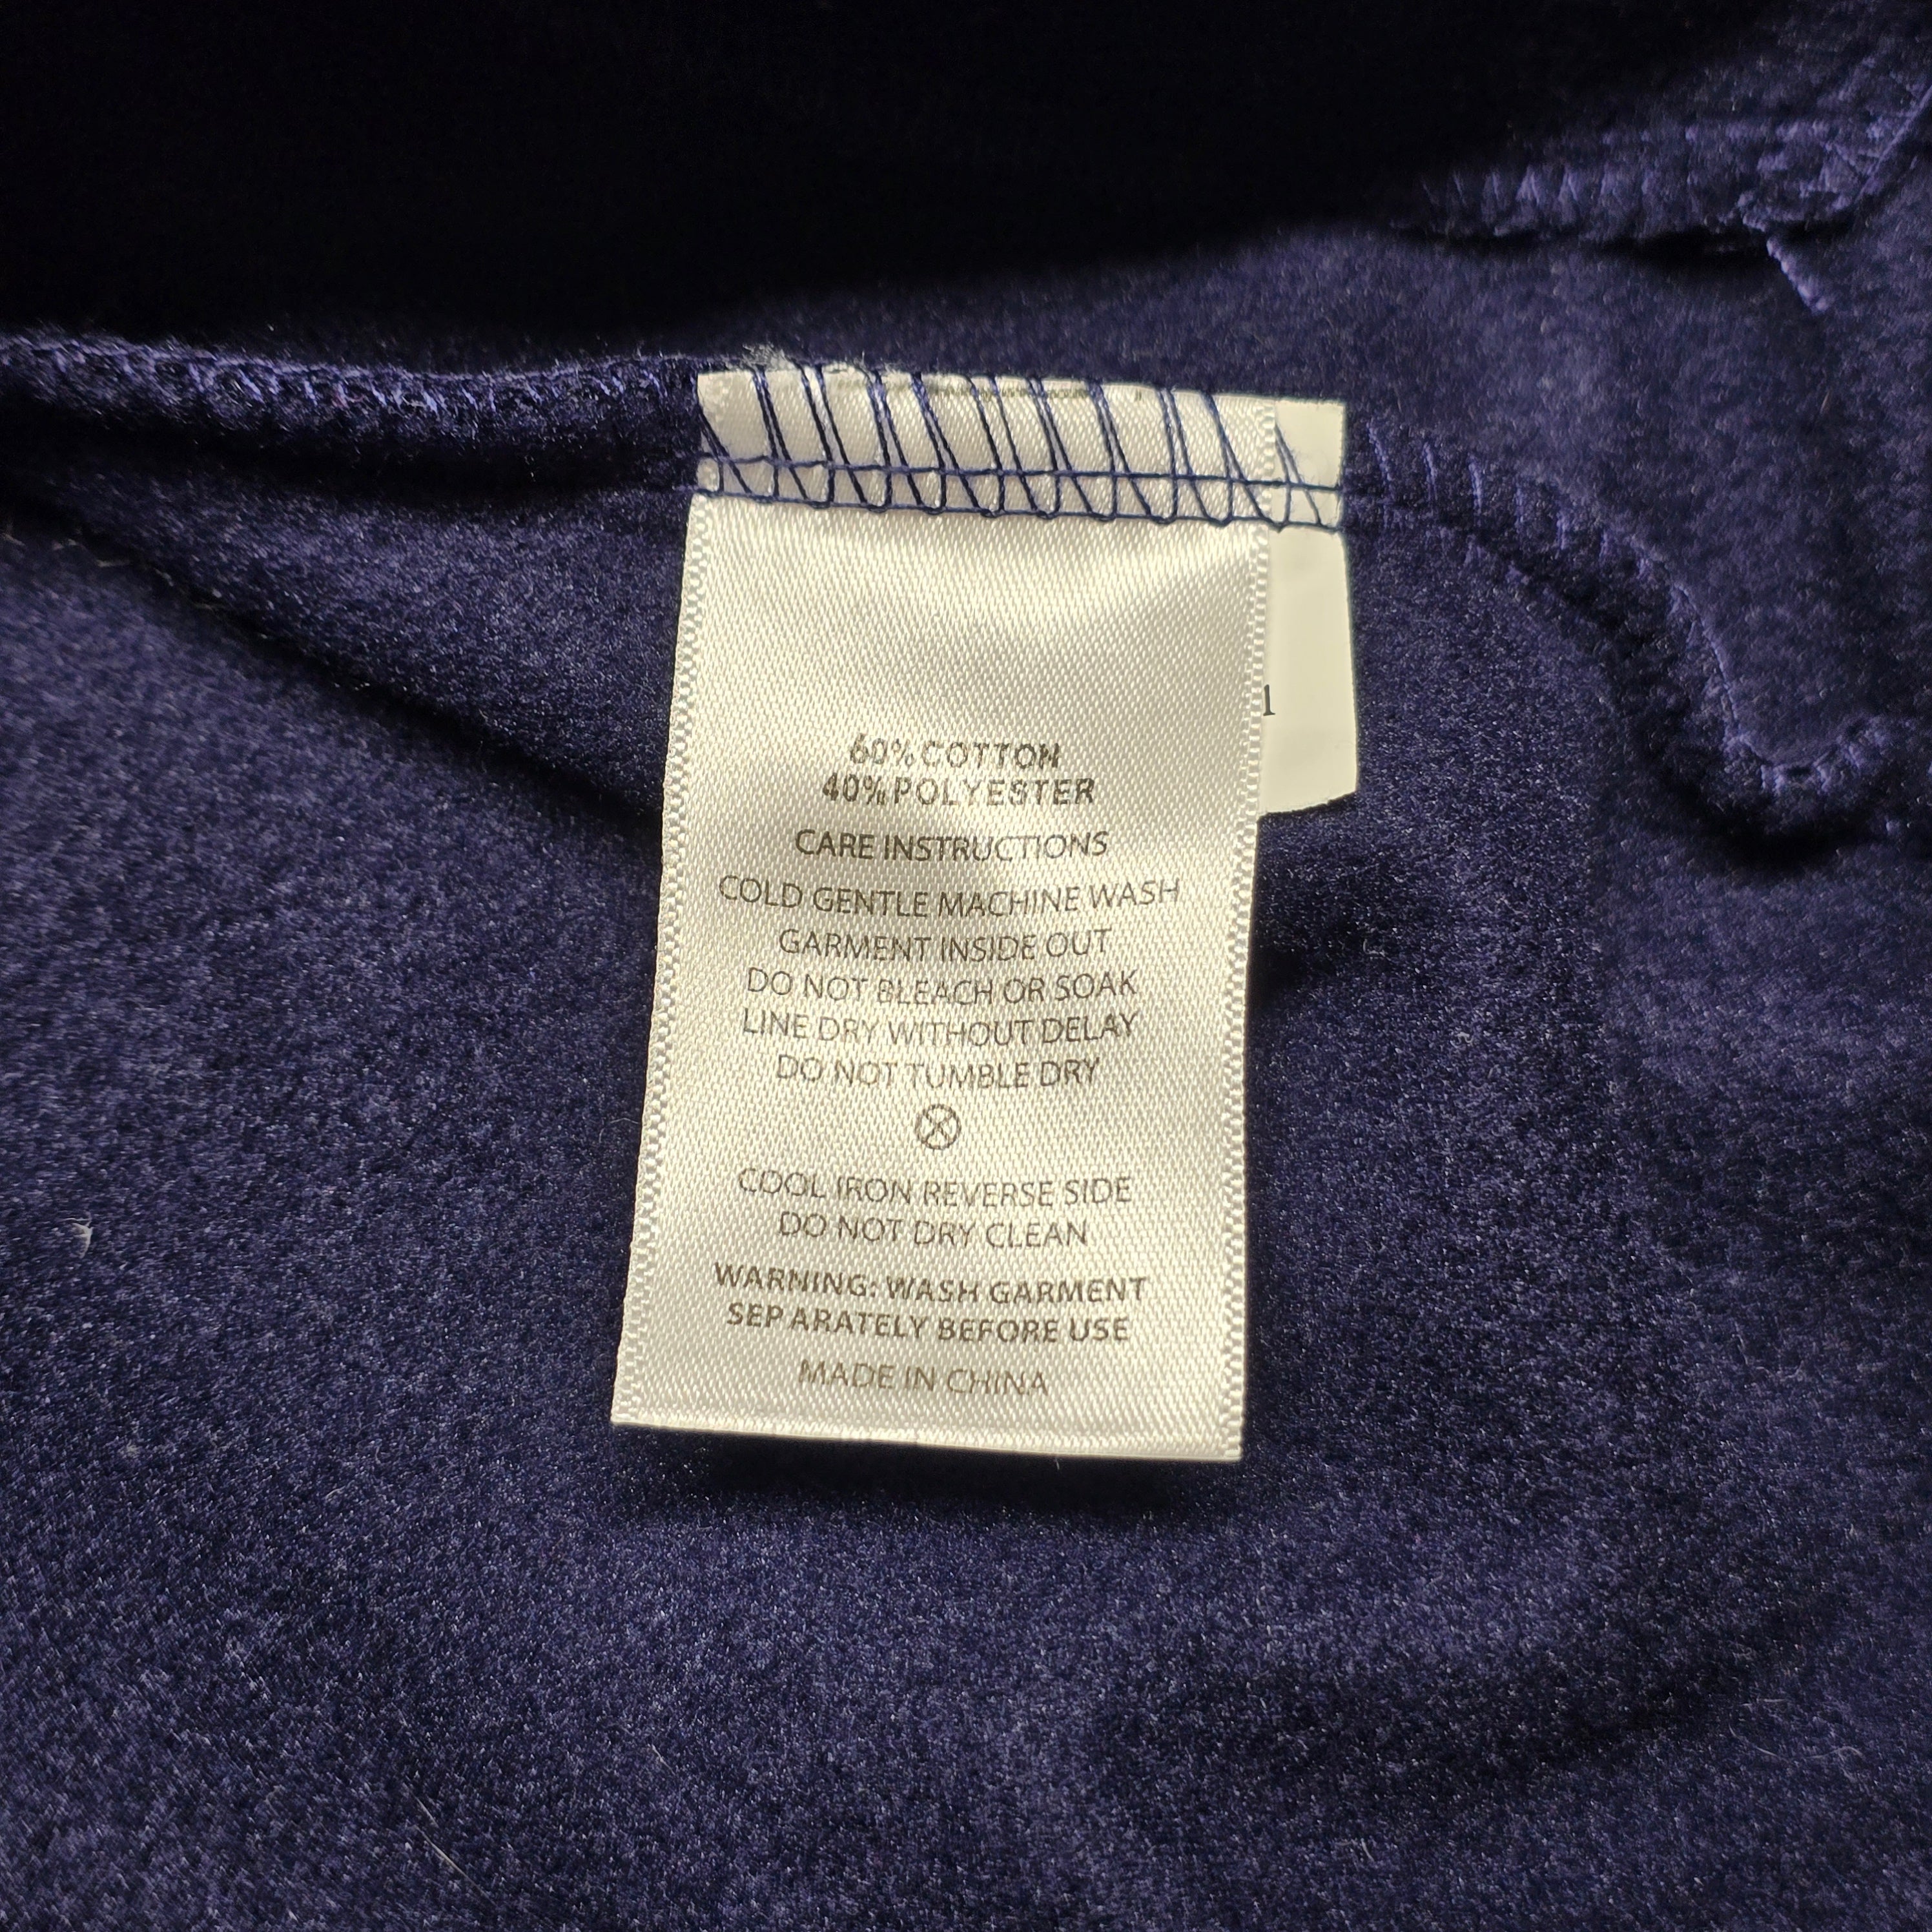 60% COTTON
40% POLYESTER
CARE INSTRUCTIONS
COLD GENTLE MACHINE WASH
GARMENT INSIDE OUT
DO NOT BLEACH OR SOAK
LINE DRY WITHOUT DELAY
DO NOT TUMBLE DRY
COOL IRON REVERSE SIDE
DO NOT DRY CLEAN
WARNING: WASH GARMENT
SEP ARATELY BEFORE USE
MADE IN CHINA